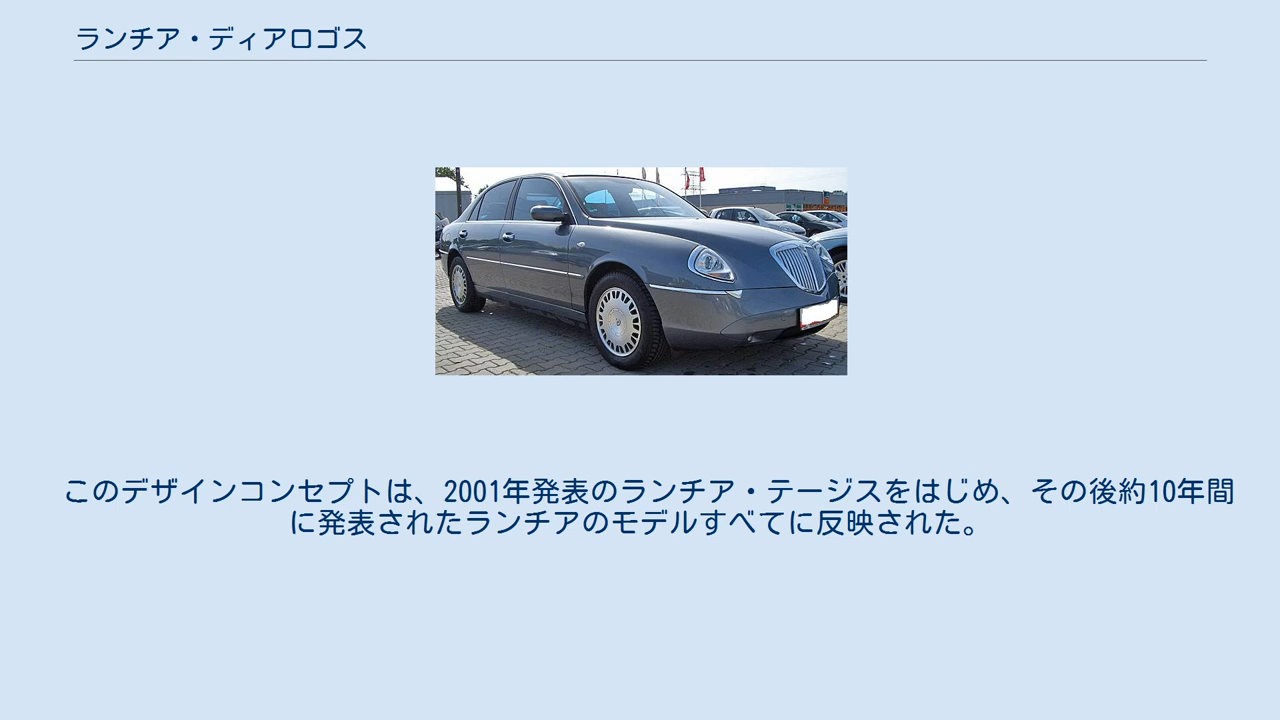 ランチア・ディアロゴス
このデザインコンセプトは、2001年発表のランチア・テージスをはじめ、その後約10年間
に発表されたランチアのモデルすべてに反映された。